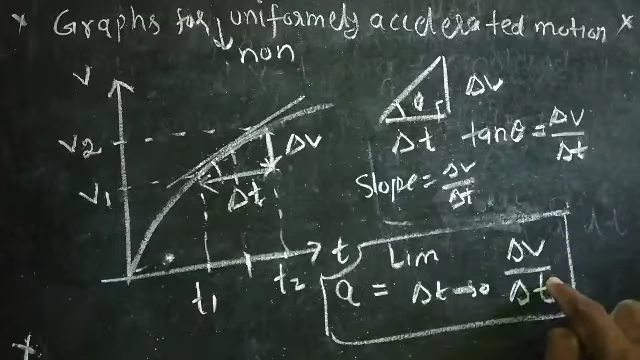 * Graphs for uniformely accelerated motion *
non
V
V2
V1
Δv
Δt
t1
t2
t
θ
Δv
Δt
tanθ = Δv/Δt
Slope = Δv/Δt
a = Lim Δt→0 Δv/Δt